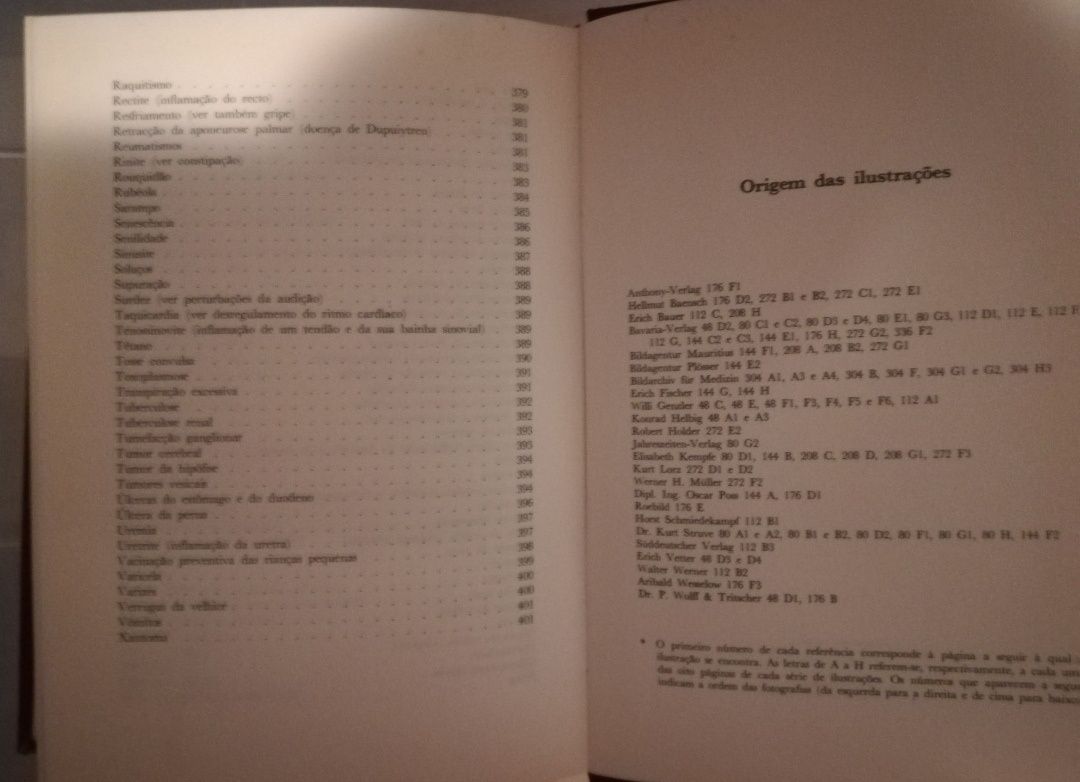 Raquitismo 379
Rectite (inflamação do recto) 380
Resfriamento (ver também gripe) 381
Retracção da aponeurose palmar (doença de Dupuiytren) 381
Reumatismos 381
Rinite (ver constipação) 383
Rouquidão 383
Rubéola 384
Sarampo 385
Senescência 386
Senilidade 386
Sinusite 387
Soluços 388
Supuração 388
Surdez (ver perturbações da audição) 389
Taquicardia (ver desregulamento do ritmo cardíaco) 389
Tenosinovite (inflamação de um tendão e da sua bainha sinovial) 389
Tétano 389
Tosse convulsa 390
Toxoplasmose 391
Transpiração excessiva 391
Tuberculose 392
Tuberculose renal 392
Tumefacção ganglionar 393
Tumor cerebral 393
Tumor da hipófise 394
Tumores vesicais 394
Úlceras do estômago e do duodeno 394
Úlcera da perna 396
Uremia 397
Uretrite (inflamação da uretra) 397
Vacinação preventiva das rianças pequenas 398
Varicela 399
Varizes 400
Verrugas da velhice 400
Vómitos 401
Xantoma 401
Origem das ilustrações
Anthony-Verlag 176 F1
Hellmut Baensch 176 D2, 272 B1 e B2, 272 C1, 272 E1
Erich Bauer 112 C, 208 H
Bavaria-Verlag 48 D2, 80 C1 e C2, 80 D3 e D4, 80 E1, 80 G3, 112 D1, 112 E, 112 F
112 G, 144 C2 e C3, 144 E1, 176 H, 272 G2, 336 F2
Bildagentur Mauritius 144 F1, 208 A, 208 B2, 272 G1
Bildagentur Plösser 144 E2
Bildarchiv für Medizin 304 A1, A3 e A4, 304 B, 304 F, 304 G1 e G2, 304 H3
Erich Fischer 144 G, 144 H
Willi Genzler 48 C, 48 E, 48 F1, F3, F4, F5 e F6, 112 A1
Konrad Helbig 48 A1 e A3
Robert Holder 272 E2
Jahreszeiten-Verlag 80 G2
Elisabeth Kempfe 80 D1, 144 B, 208 C, 208 D, 208 G1, 272 F3
Kurt Lorz 272 D1 e D2
Werner H. Müller 272 F2
Dipl. Ing. Oscar Poss 144 A, 176 D1
Roebild 176 E
Horst Schmiedekampf 112 B1
Dr. Kurt Struve 80 A1 e A2, 80 B1 e B2, 80 D2, 80 F1, 80 G1, 80 H, 144 F2
Süddeutscher Verlag 112 B3
Erich Vetter 48 D3 e D4
Walter Werner 112 B2
Aribald Wesselow 176 F3
Dr. P. Wolff & Tritscher 48 D1, 176 B
* O primeiro número de cada referência corresponde à página a seguir à qual
ilustração se encontra. As letras de A a H referem-se, respectivamente, a cada uma
das oito páginas de cada série de ilustrações. Os números que aparecem a segu
indicam a ordem das fotografias (da esquerda para a direita e de cima para baixo